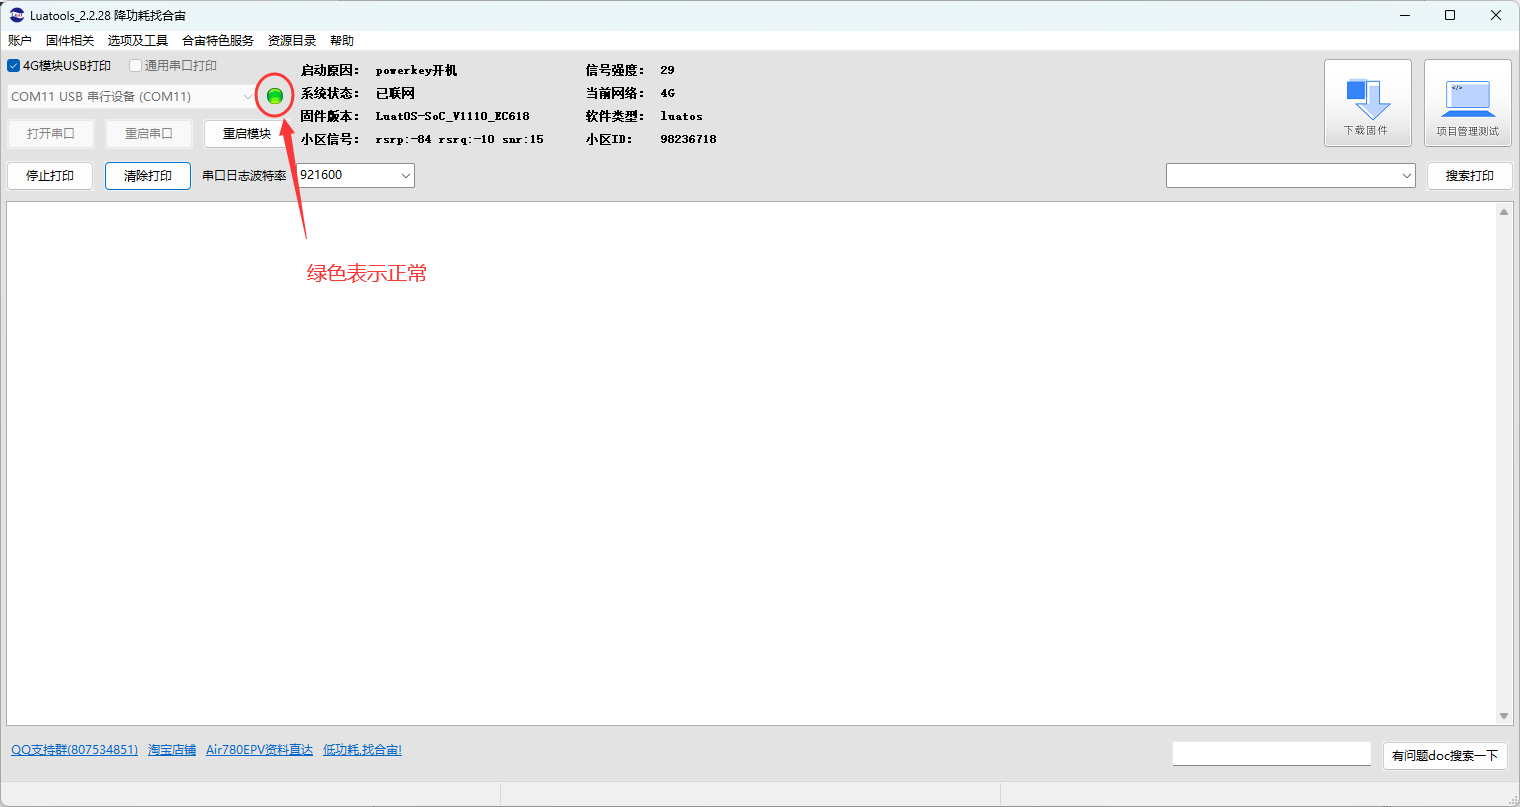 Luatools_2.2.28 降功耗找合宙
账户 固件相关 选项及工具 合宙特色服务 资源目录 帮助
4G模块USB打印 通用串口打印
COM11 USB 串行设备 (COM11)
打开串口 重启串口 重启模块
启动原因: powerkey开机 信号强度: 29
系统状态: 已联网 当前网络: 4G
固件版本: LuatOS-SoC_V1110_EC618 软件类型: luatos
小区信号: rsrp:-84 rsrq:-10 snr:15 小区ID: 98236718
下载固件 项目管理测试
停止打印 清除打印 串口日志波特率 921600 搜索打印
绿色表示正常
QQ支持群(807534851) 淘宝店铺 Air780EPV资料直达 低功耗,找合宙!
有问题doc搜索一下